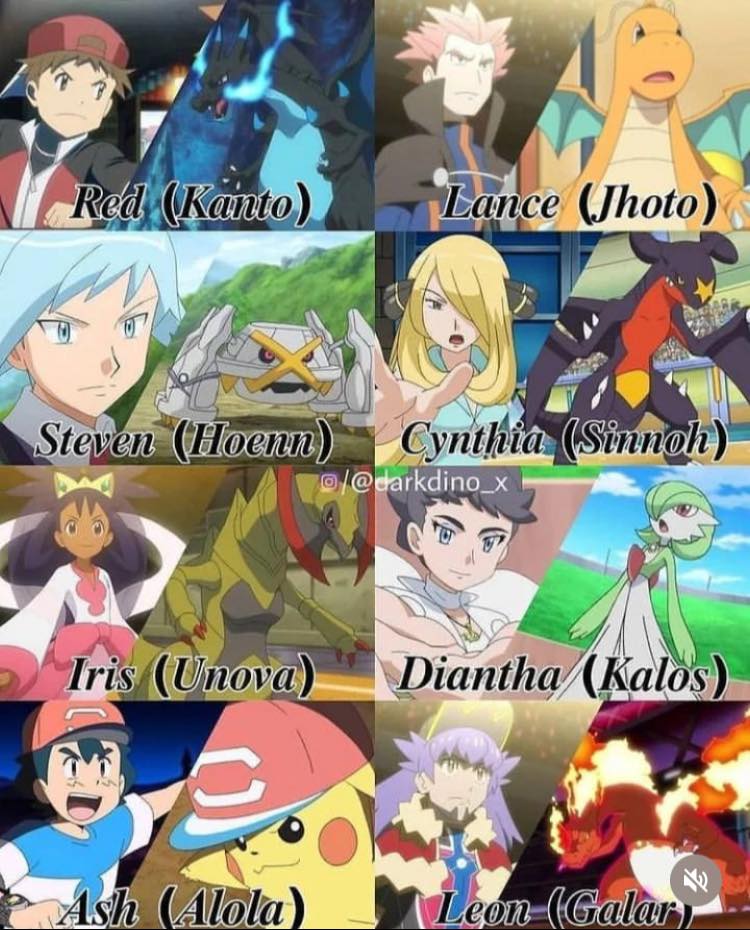 Red (Kanto)
Lance (Jhoto)
Steven (Hoenn)
Cynthia (Sinnoh)
/@darkdino_x
Iris (Unova)
Diantha (Kalos)
Ash (Alola)
Leon (Galar)